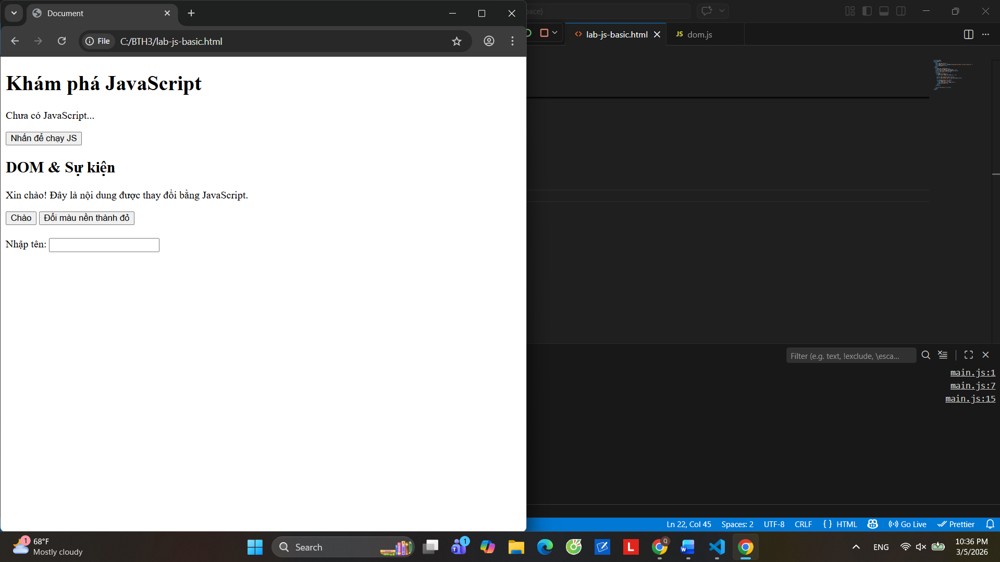 Document
File C:/BTH3/lab-js-basic.html
Khám phá JavaScript
Chưa có JavaScript...
Nhấn để chạy JS
DOM & Sự kiện
Xin chào! Đây là nội dung được thay đổi bằng JavaScript.
Chào Đổi màu nền thành đỏ
Nhập tên:
pace)
lab-js-basic.html JS dom.js
Filter (e.g. text, !exclude, \esca...
main.js:1
main.js:7
main.js:15
Ln 22, Col 45 Spaces: 2 UTF-8 CRLF {} HTML Go Live Prettier
1 68°F
Mostly cloudy
Search
1
Q
L
W
T
ENG
10:36 PM
3/5/2026